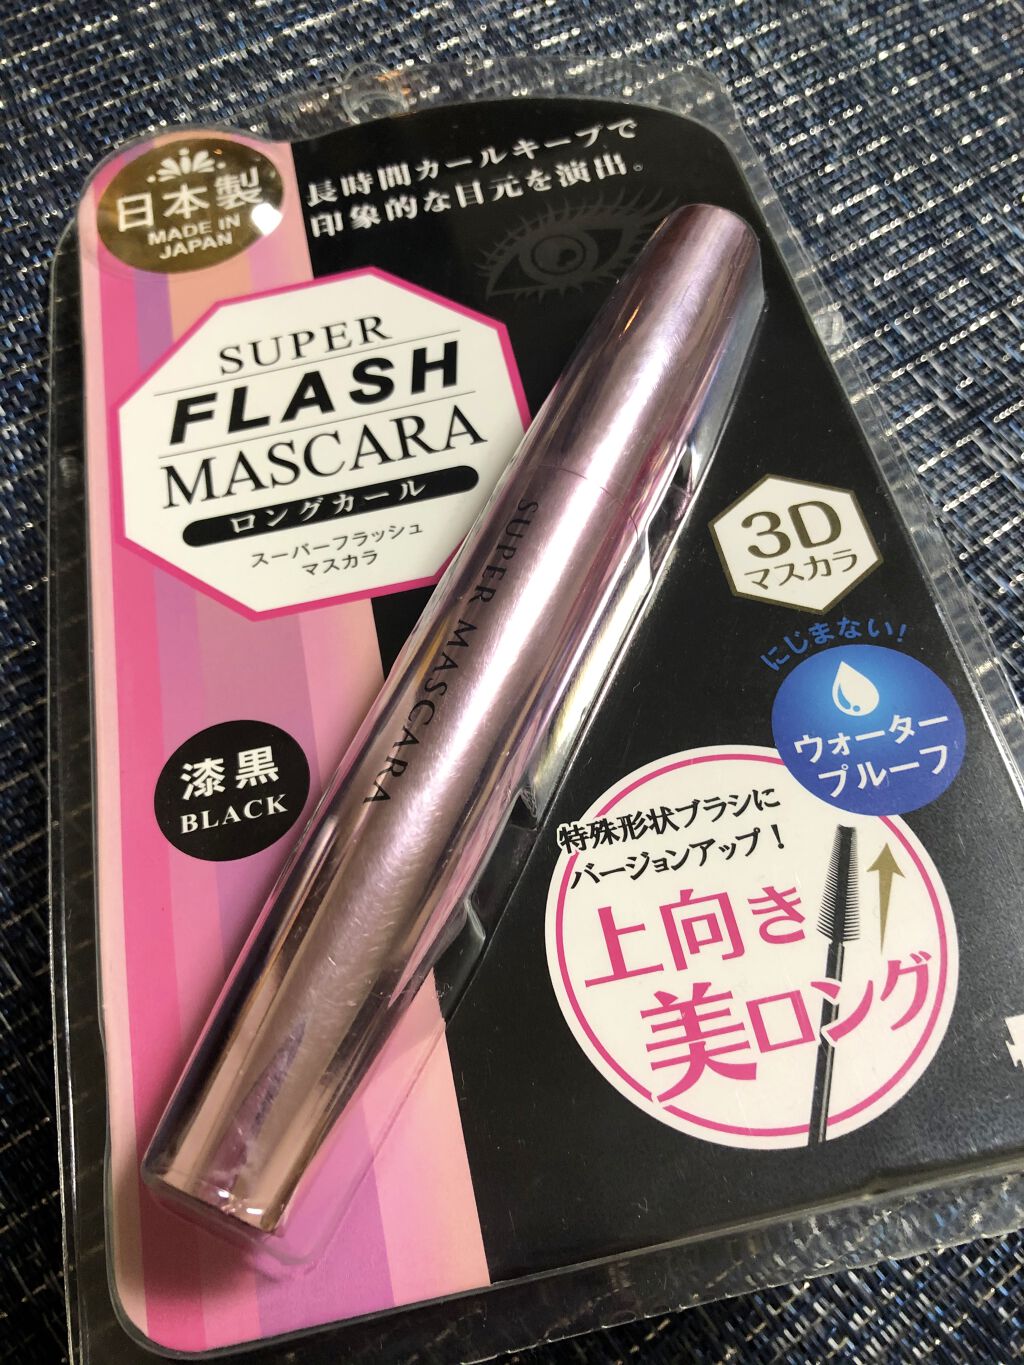 日本製
MADE IN
JAPAN
長時間カールキープで
印象的な目元を演出。
SUPER
FLASH
MASCARA
ロングカール
スーパーフラッシュ
マスカラ
SUPER MASCARA
3D
マスカラ
にじまない!
ウォーター
プルーフ
漆黒
BLACK
特殊形状ブラシに
バージョンアップ!
上向き
美ロング